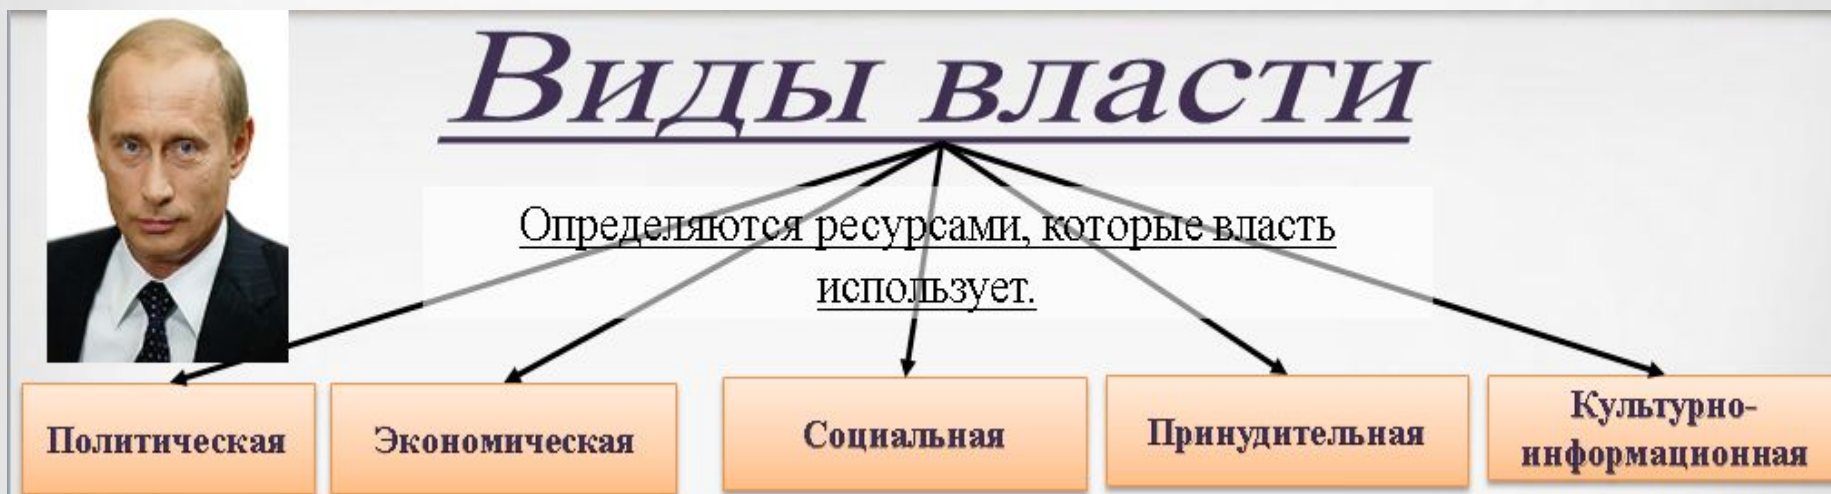 Виды власти
Определяются ресурсами, которые власть
использует.
Политическая
Экономическая
Социальная
Принудительная
Культурно-
информационная